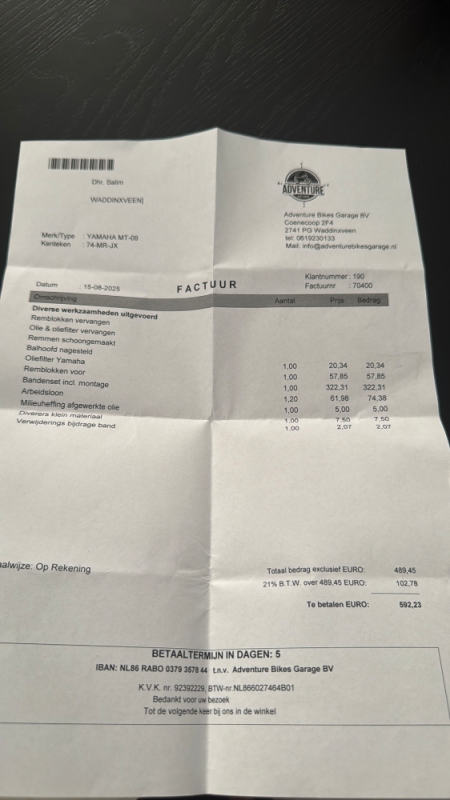 Dhr. Salim
WADDINXVEEN
ADVENTURE
Adventure Bikes Garage BV
Coenecoop 2F4
2741 PG Waddinxveen
tel: 0619230133
Mail: info@adventurebikesgarage.nl
Merk/Type : YAMAHA MT-09
Kenteken : 74-MR-JX
Klantnummer : 190
Datum : 15-08-2025 FACTUUR Factuurnr : 70400
Omschrijving Aantal Prijs Bedrag
Diverse werkzaamheden uitgevoerd
Remblokken vervangen
Olie & oliefilter vervangen
Remmen schoongemaakt
Balhoofd nagesteld
Oliefilter Yamaha 1,00 20,34 20,34
Remblokken voor 1,00 57,85 57,85
Bandenset incl. montage 1,00 322,31 322,31
Arbeidsloon 1,20 61,98 74,38
Milieuheffing afgewerkte olie 1,00 5,00 5,00
Diverera klein materiaal 1,00 7,50 7,50
Verwijderings bijdrage band 1,00 2,07 2,07
aalwijze: Op Rekening
Totaal bedrag exclusief EURO: 489,45
21% B.T.W. over 489,45 EURO: 102,78
Te betalen EURO: 592,23
BETAALTERMIJN IN DAGEN: 5
IBAN: NL86 RABO 0379 3578 44 t.n.v. Adventure Bikes Garage BV
K.V.K. nr. 92392229, BTW-nr.NL866027464B01
Bedankt voor uw bezoek
Tot de volgende keer bij ons in de winkel